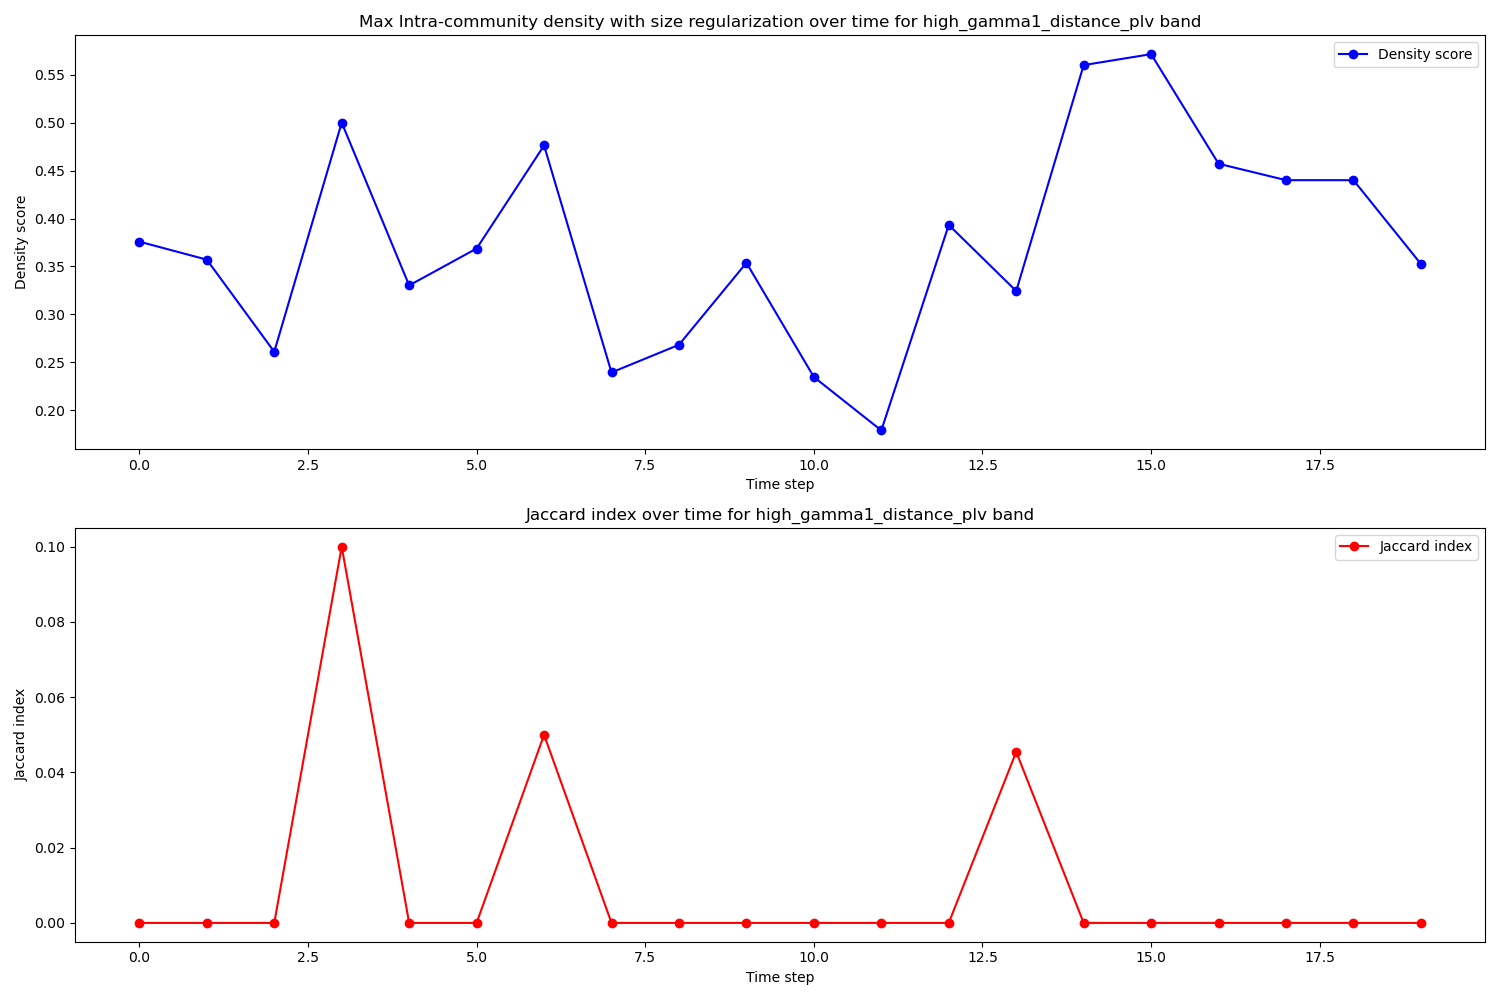 Max Intra-community density with size regularization over time for high_gamma1_distance_plv band
Density score
0.55
0.50
0.45
0.40
0.35
0.30
0.25
0.20
Density score
0.0 2.5 5.0 7.5 10.0 12.5 15.0 17.5
Time step
Jaccard index over time for high_gamma1_distance_plv band
Jaccard index
0.10
0.08
0.06
0.04
0.02
0.00
Jaccard index
0.0 2.5 5.0 7.5 10.0 12.5 15.0 17.5
Time step